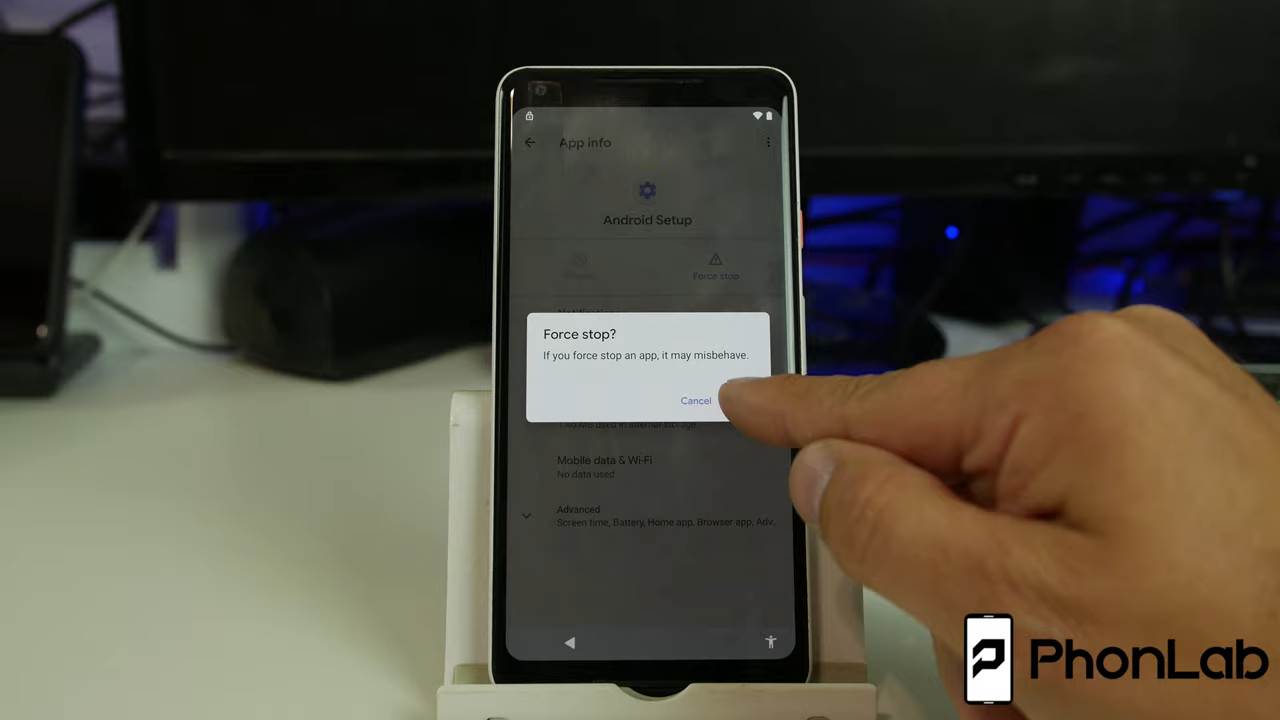 App info
Android Setup
Force stop
Force stop?
If you force stop an app, it may misbehave.
Cancel
Mobile data & Wi-Fi
No data used
Advanced
Screen time, Battery, Home app, Browser app, Adv.
PhonLab